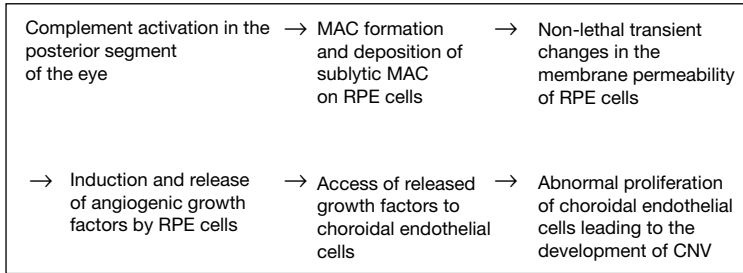 Complement activation in the
posterior segment
of the eye
→ MAC formation
and deposition of
sublytic MAC
on RPE cells
→ Non-lethal transient
changes in the
membrane permeability
of RPE cells
→ Induction and release
of angiogenic growth
factors by RPE cells
→ Access of released
growth factors to
choroidal endothelial
cells
→ Abnormal proliferation
of choroidal endothelial
cells leading to the
development of CNV